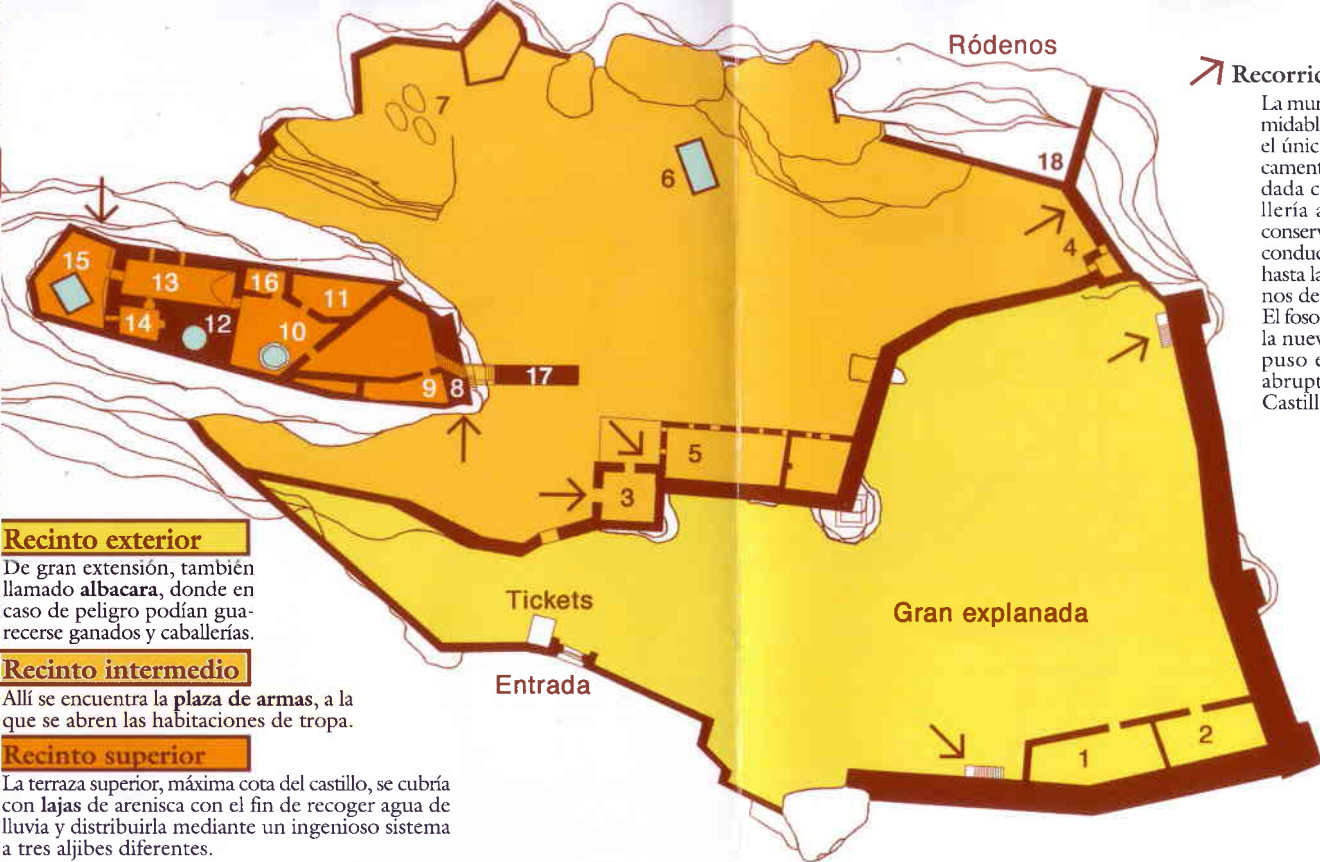 Ródenos
Recorrid
La mur
midabl
el únic
cament
dada c
llería a
conserv
conduc
hasta la
nos de
El foso
la nuev
puso e
abrupt
Castill
7
6
18
4
15
13
16
11
14
12
10
9
8
17
5
3
Recinto exterior
De gran extensión, también
llamado albacara, donde en
caso de peligro podían gua-
recerse ganados y caballerías.
Recinto intermedio
Allí se encuentra la plaza de armas, a la
que se abren las habitaciones de tropa.
Recinto superior
La terraza superior, máxima cota del castillo, se cubría
con lajas de arenisca con el fin de recoger agua de
lluvia y distribuirla mediante un ingenioso sistema
a tres aljibes diferentes.
Tickets
Entrada
Gran explanada
1
2